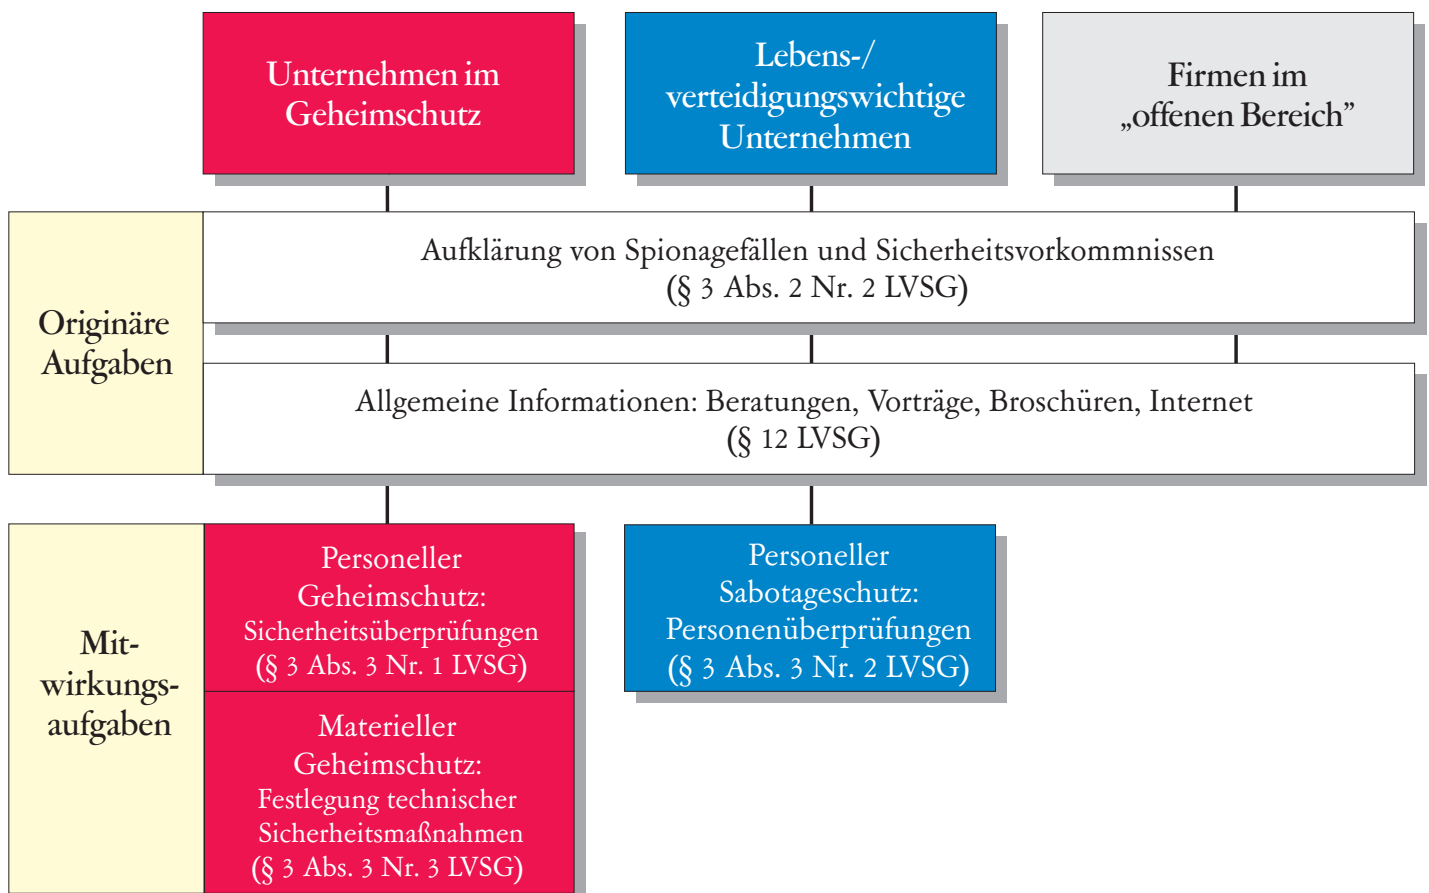 Unternehmen im
Geheimschutz
Lebens-/
verteidigungswichtige
Unternehmen
Firmen im
„offenen Bereich”
Originäre
Aufgaben
Aufklärung von Spionagefällen und Sicherheitsvorkommnissen
(§ 3 Abs. 2 Nr. 2 LVSG)
Allgemeine Informationen: Beratungen, Vorträge, Broschüren, Internet
(§ 12 LVSG)
Mit-
wirkungs-
aufgaben
Personeller
Geheimschutz:
Sicherheitsüberprüfungen
(§ 3 Abs. 3 Nr. 1 LVSG)
Materieller
Geheimschutz:
Festlegung technischer
Sicherheitsmaßnahmen
(§ 3 Abs. 3 Nr. 3 LVSG)
Personeller
Sabotageschutz:
Personenüberprüfungen
(§ 3 Abs. 3 Nr. 2 LVSG)